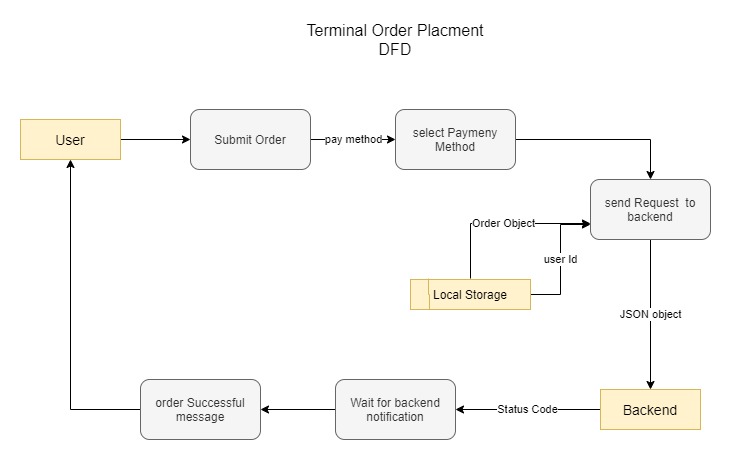 Terminal Order Placment
DFD
User
Submit Order
pay method
select Paymeny
Method
send Request to
backend
Order Object
user Id
Local Storage
JSON object
order Successful
message
Wait for backend
notification
Status Code
Backend